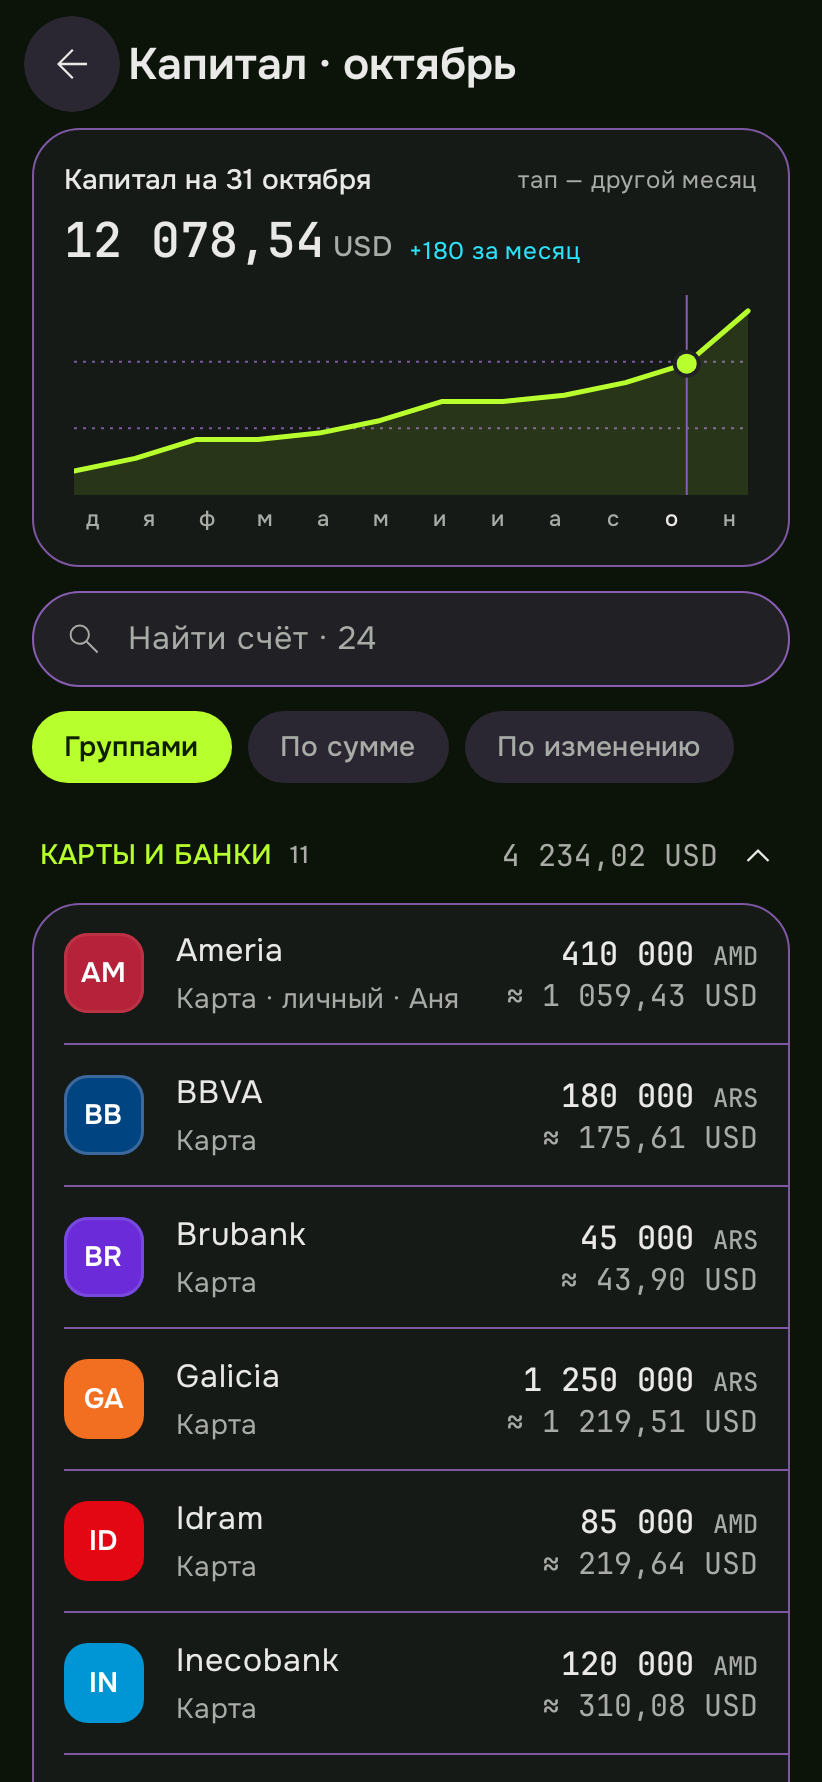 Капитал · октябрь
Капитал на 31 октября тап — другой месяц
12 078,54 USD +180 за месяц
д я ф м а м и и а с о н
Найти счёт · 24
Группами По сумме По изменению
КАРТЫ И БАНКИ 11 4 234,02 USD
AM Ameria 410 000 AMD
Карта · личный · Аня ≈ 1 059,43 USD
BB BBVA 180 000 ARS
Карта ≈ 175,61 USD
BR Brubank 45 000 ARS
Карта ≈ 43,90 USD
GA Galicia 1 250 000 ARS
Карта ≈ 1 219,51 USD
ID Idram 85 000 AMD
Карта ≈ 219,64 USD
IN Inecobank 120 000 AMD
Карта ≈ 310,08 USD